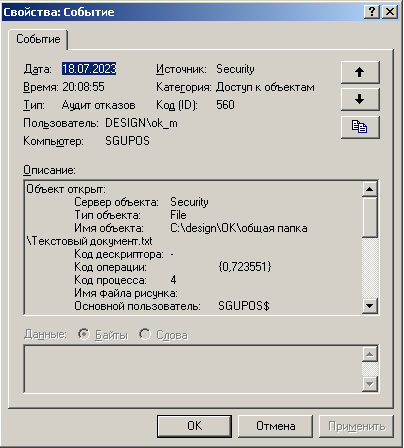 Свойства: Событие
Событие
Дата: 18.07.2023 Источник: Security
Время: 20:08:55 Категория: Доступ к объектам
Тип: Аудит отказов Код (ID): 560
Пользователь: DESIGN\ok_m
Компьютер: SGUPOS
Описание:
Объект открыт:
Сервер объекта: Security
Тип объекта: File
Имя объекта: C:\design\OK\общая папка
\Текстовый документ.txt
Код дескриптора: -
Код операции: {0,723551}
Код процесса: 4
Имя файла рисунка:
Основной пользователь: SGUPOS$
Данные: Байты Слова
OK Отмена Применить